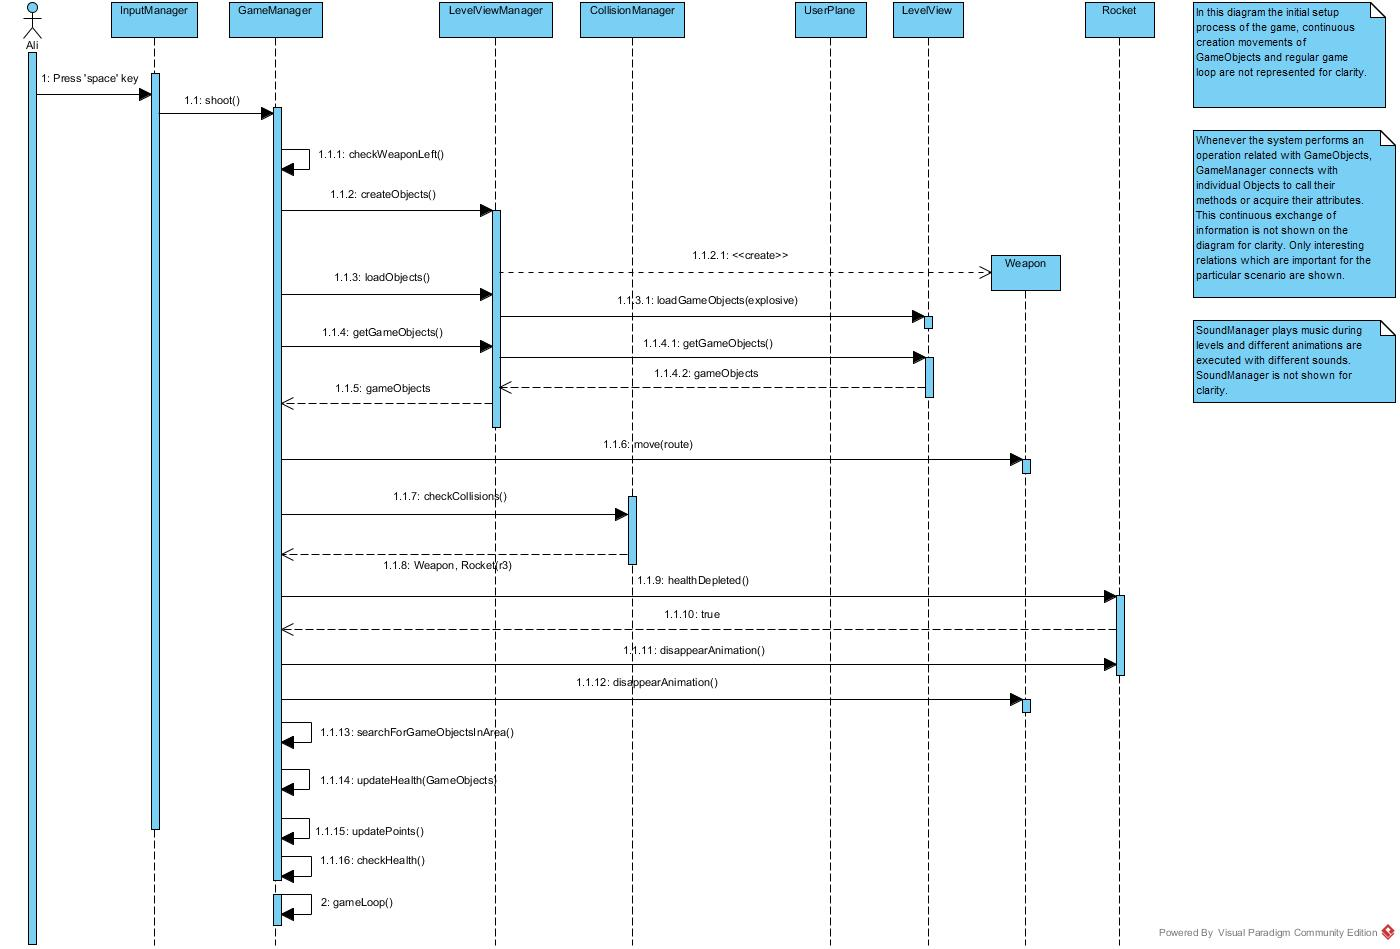 InputManager
GameManager
LevelViewManager
CollisionManager
UserPlane
LevelView
Rocket
Ali
In this diagram the initial setup
process of the game, continuous
creation movements of
GameObjects and regular game
loop are not represented for clarity.
1: Press 'space' key
1.1: shoot()
Whenever the system performs an
operation related with GameObjects,
GameManager connects with
individual Objects to call their
methods or acquire their attributes.
This continuous exchange of
information is not shown on the
diagram for clarity. Only interesting
relations which are important for the
particular scenario are shown.
1.1.1: checkWeaponLeft()
1.1.2: createObjects()
1.1.2.1: <<create>>
Weapon
1.1.3: loadObjects()
1.1.3.1: loadGameObjects(explosive)
1.1.4: getGameObjects()
1.1.4.1: getGameObjects()
SoundManager plays music during
levels and different animations are
executed with different sounds.
SoundManager is not shown for
clarity.
1.1.4.2: gameObjects
1.1.5: gameObjects
1.1.6: move(route)
1.1.7: checkCollisions()
1.1.8: Weapon, Rocket(r3)
1.1.9: healthDepleted()
1.1.10: true
1.1.11: disappearAnimation()
1.1.12: disappearAnimation()
1.1.13: searchForGameObjectsInArea()
1.1.14: updateHealth(GameObjects)
1.1.15: updatePoints()
1.1.16: checkHealth()
2: gameLoop()
Powered By Visual Paradigm Community Edition